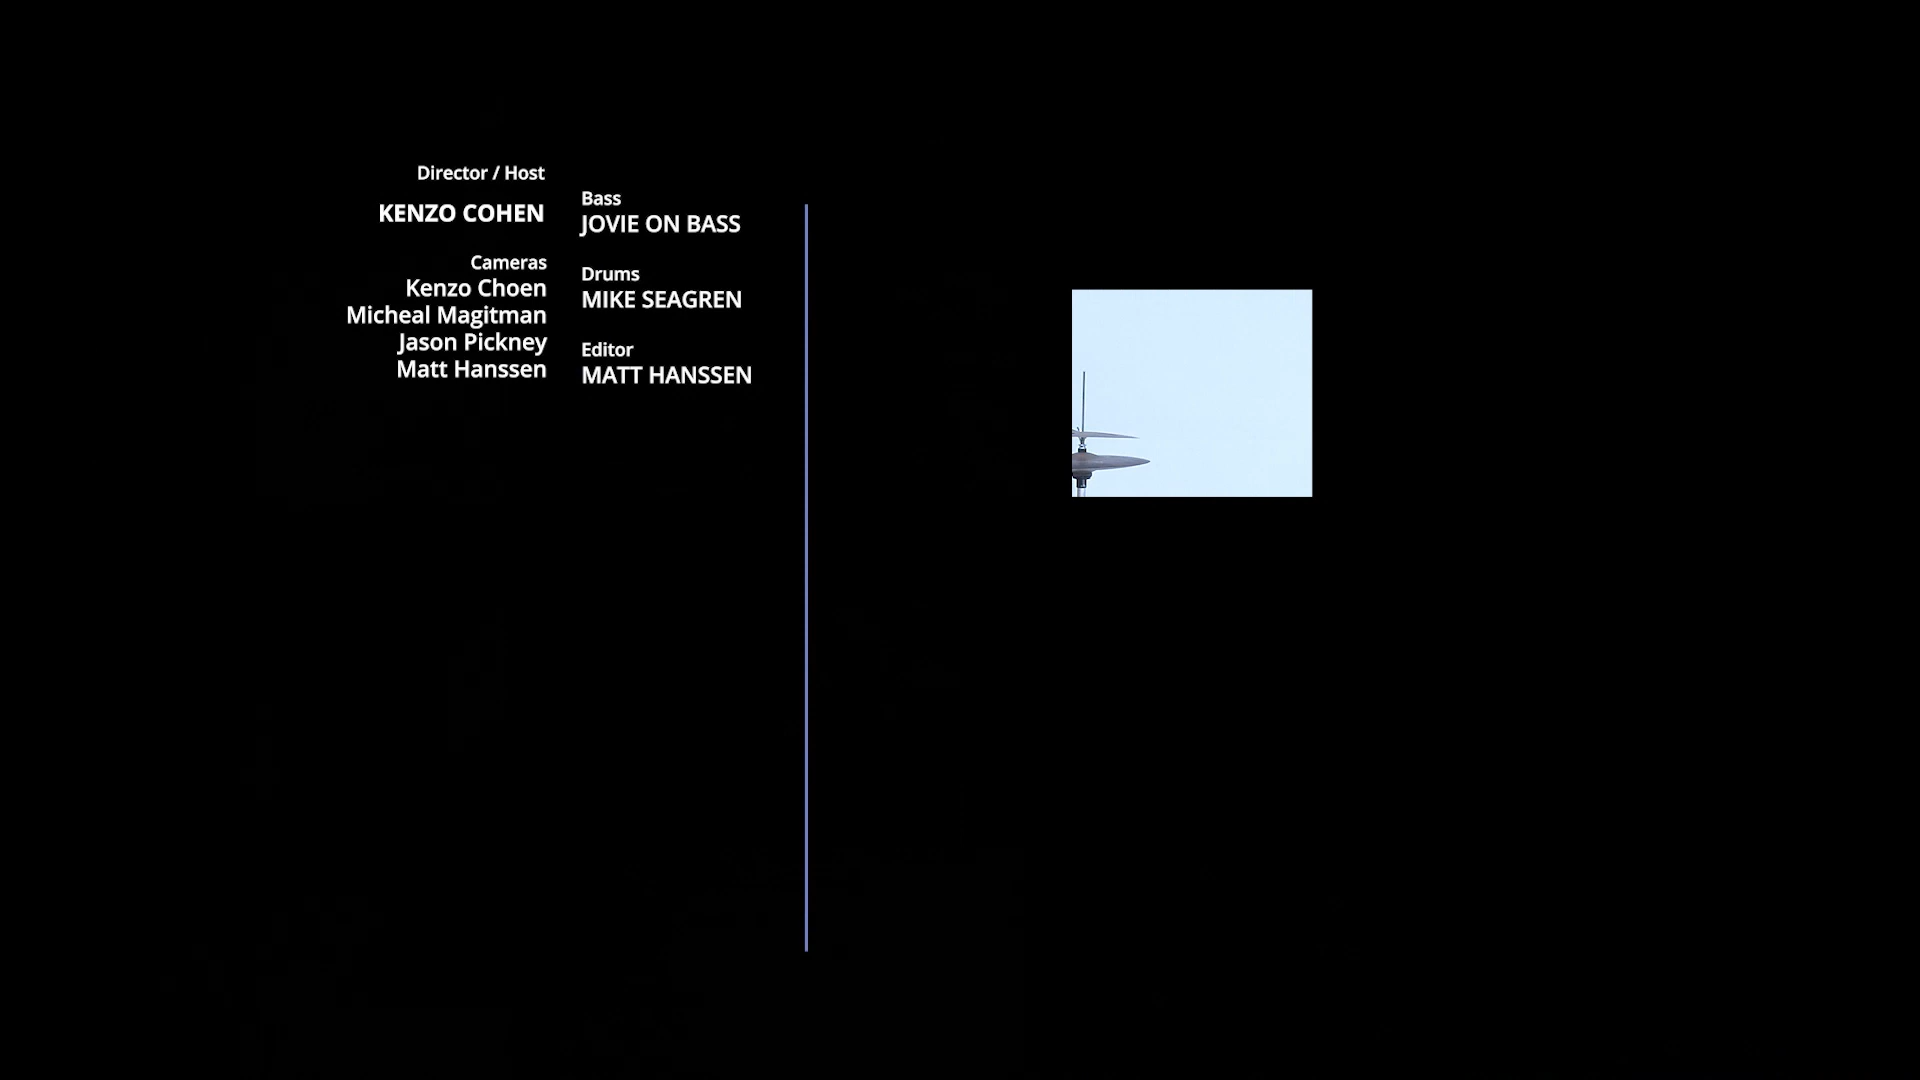 Director / Host
KENZO COHEN
Cameras
Kenzo Choen
Micheal Magitman
Jason Pickney
Matt Hanssen
Bass
JOVIE ON BASS
Drums
MIKE SEAGREN
Editor
MATT HANSSEN